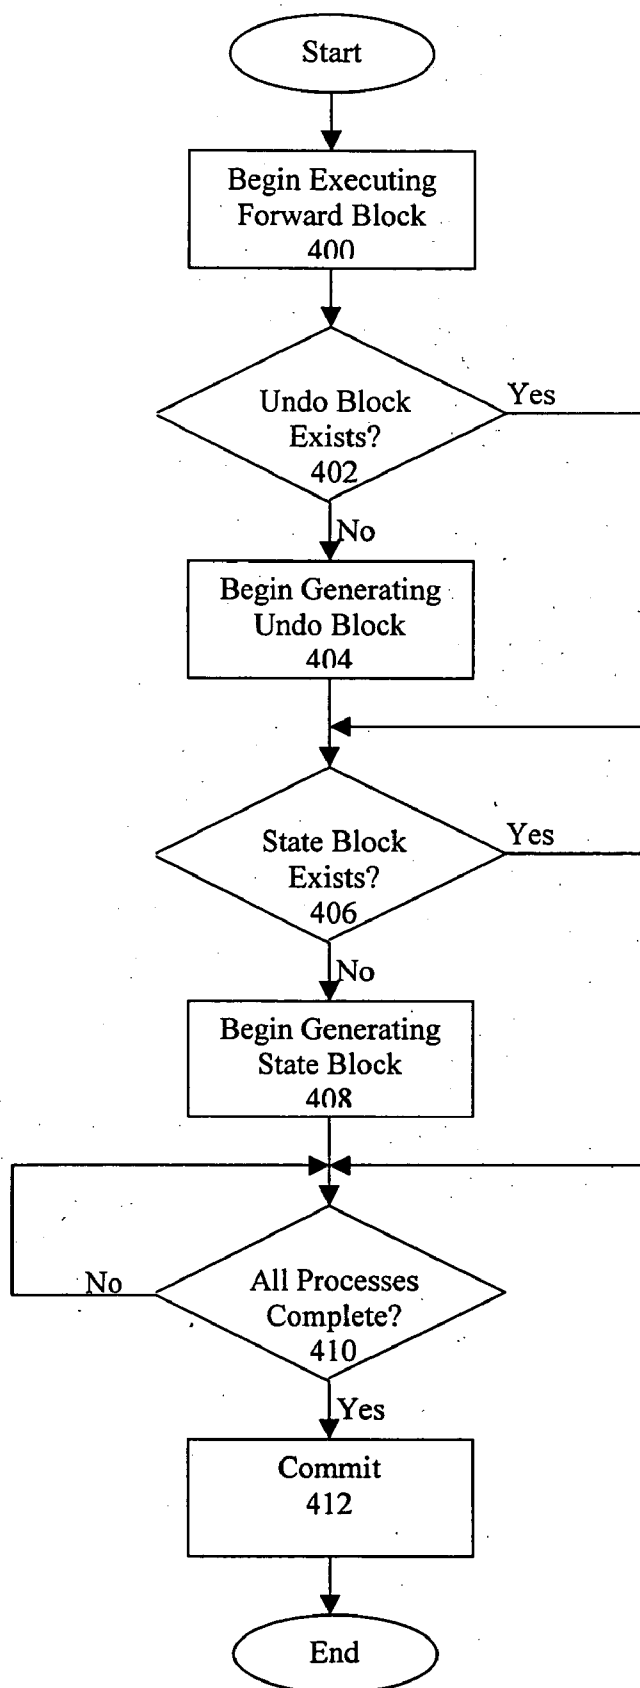 Start
Begin Executing
Forward Block
400
Undo Block
Exists?
402
Yes
No
Begin Generating
Undo Block
404
State Block
Exists?
406
Yes
No
Begin Generating
State Block
408
All Processes
Complete?
410
No
Yes
Commit
412
End